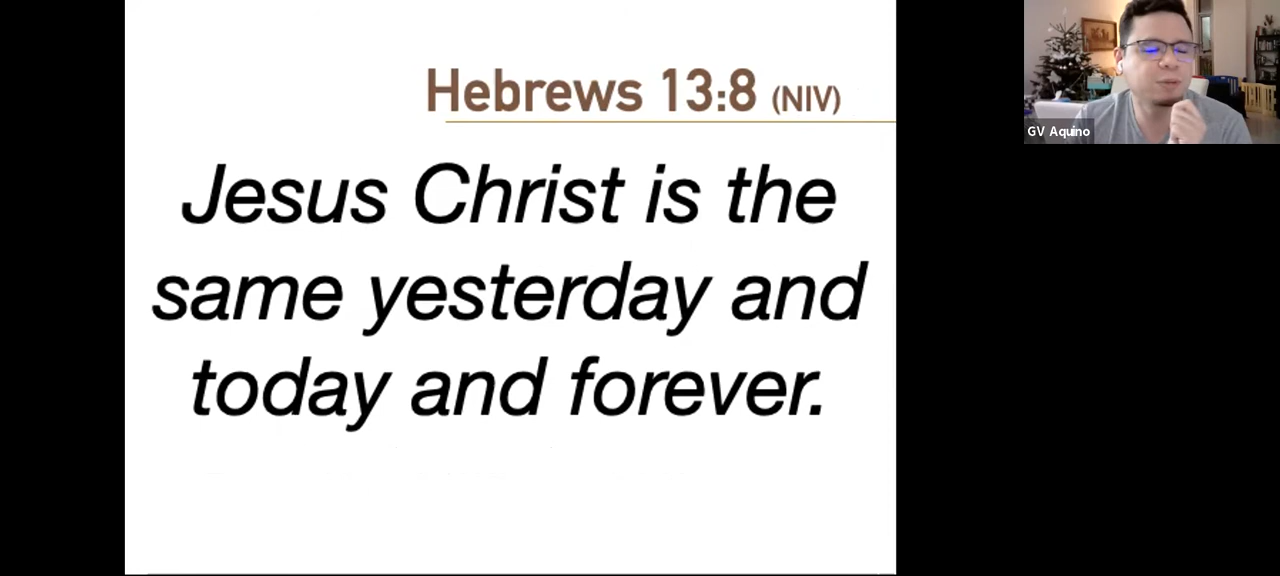 Hebrews 13:8 (NIV)
Jesus Christ is the
same yesterday and
today and forever.
GV Aquino